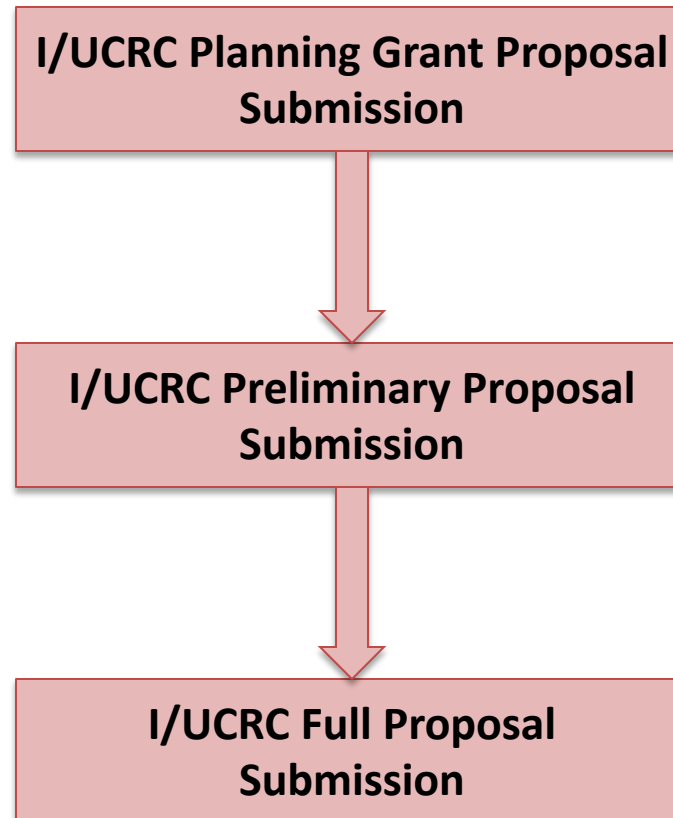 I/UCRC Planning Grant Proposal
Submission
I/UCRC Preliminary Proposal
Submission
I/UCRC Full Proposal
Submission